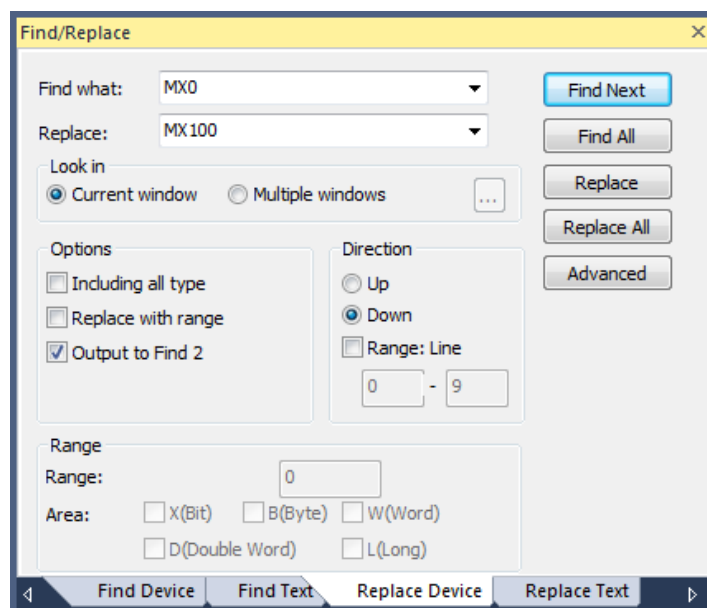 Find/Replace
Find what: MX0 Find Next
Replace: MX100 Find All
Look in
Current window Multiple windows ... Replace
Replace All
Options Direction
Including all type Up Advanced
Replace with range Down
Output to Find 2 Range: Line
0 - 9
Range
Range: 0
Area: X(Bit) B(Byte) W(Word)
D(Double Word) L(Long)
Find Device Find Text Replace Device Replace Text